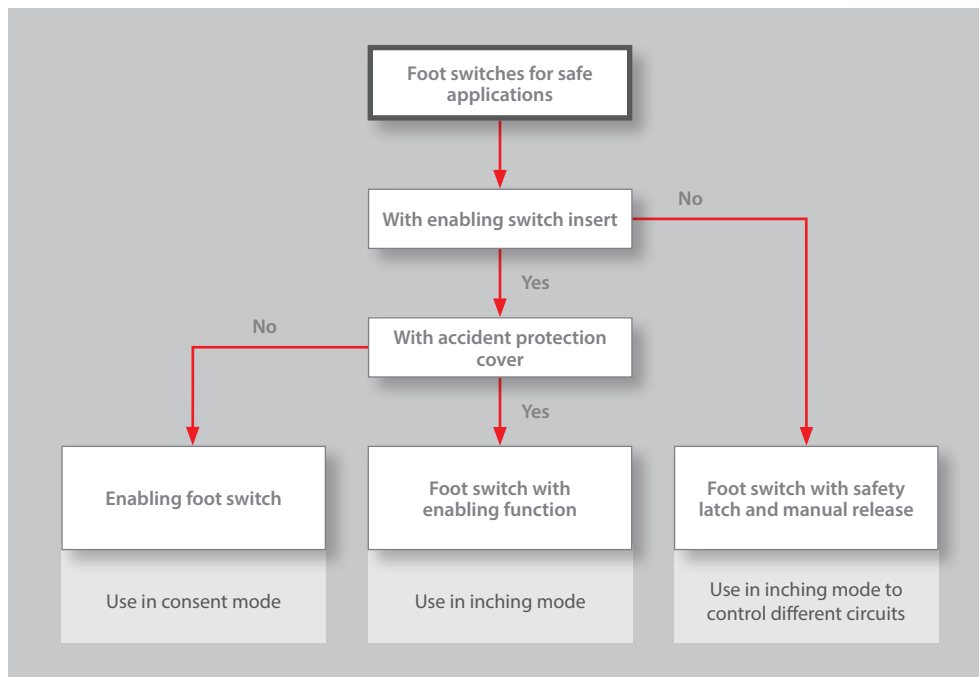 Foot switches for safe
applications
With enabling switch insert
No
Yes
No
With accident protection
cover
Yes
Enabling foot switch
Use in consent mode
Foot switch with
enabling function
Use in inching mode
Foot switch with safety
latch and manual release
Use in inching mode to
control different circuits